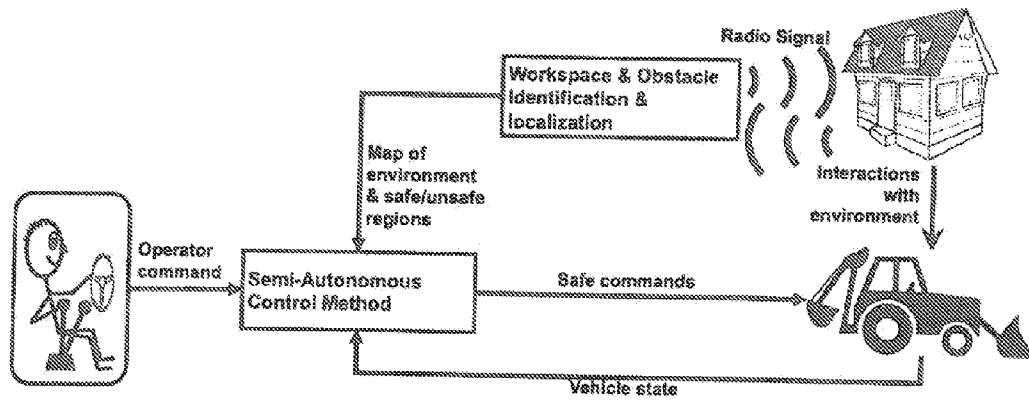 Radio Signal
Workspace & Obstacle
Identification &
localization
Map of
environment
& safe/unsafe
regions
Interactions
with
environment
Operator
command
Semi-Autonomous
Control Method
Safe commands
Vehicle state